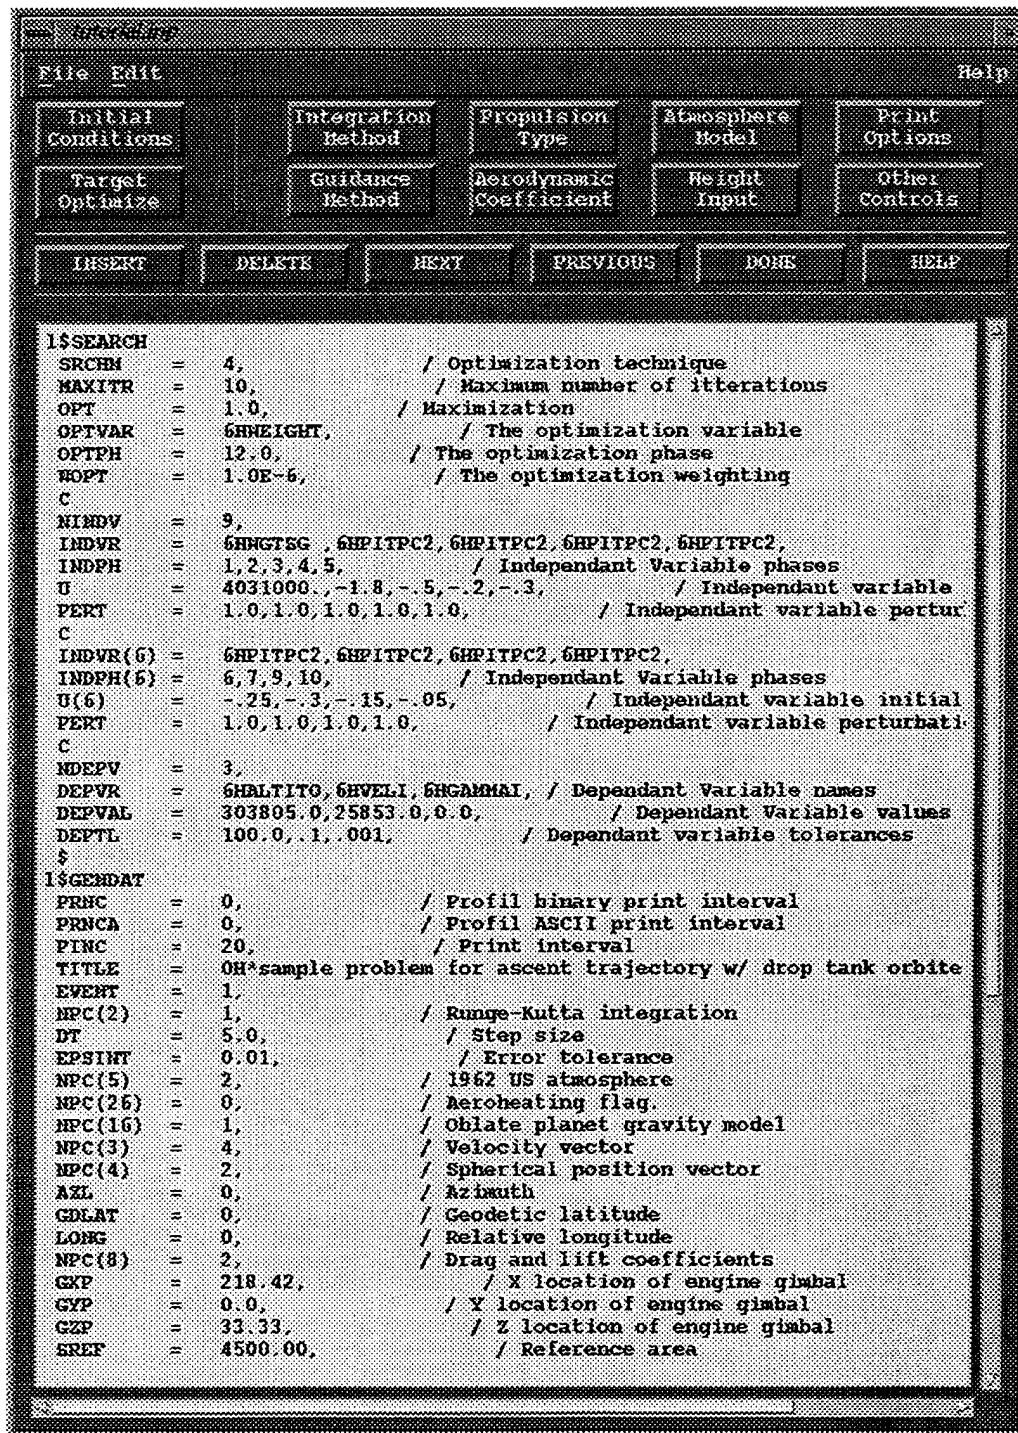 tutorial.inp
File Edit Help
Initial Conditions Integration Method Propulsion Type Atmosphere Model Print Options
Target Optimize Guidance Method Aerodynamic Coefficient Weight Input Other Controls
INSERT DELETE NEXT PREVIOUS DONE HELP
l$SEARCH
SRCHM = 4, / Optimization technique
MAXITR = 10, / Maximum number of itterations
OPT = 1.0, / Maximization
OPTVAR = 6HWEIGHT, / The optimization variable
OPTPH = 12.0, / The optimization phase
WOPT = 1.0E-6, / The optimization weighting
C
NINDV = 9,
INDVR = 6HWGTSG ,6HPITPC2,6HPITPC2,6HPITPC2,6HPITPC2,
INDPH = 1,2,3,4,5, / Independant Variable phases
U = 4031000.,-1.8,-.5,-.2,-.3, / Independant variable
PERT = 1.0,1.0,1.0,1.0,1.0, / Independant variable pertur
C
INDVR(6) = 6HPITPC2,6HPITPC2,6HPITPC2,6HPITPC2,
INDPH(6) = 6,7,9,10, / Independant Variable phases
U(6) = -.25,-.3,-.15,-.05, / Independant variable initial
PERT = 1.0,1.0,1.0,1.0, / Independant variable perturbati
C
NDEPV = 3,
DEPVR = 6HALTITO,6HVELI,6HGAMMAI, / Dependant Variable names
DEPVAL = 303805.0,25853.0,0.0, / Dependant Variable values
DEPTL = 100.0,.1,.001, / Dependant variable tolerances
$
l$GENDAT
PRNC = 0, / Profil binary print interval
PRNCA = 0, / Profil ASCII print interval
PINC = 20, / Print interval
TITLE = 0H*sample problem for ascent trajectory w/ drop tank orbite
EVENT = 1,
NPC(2) = 1, / Runge-Kutta integration
DT = 5.0, / Step size
EPSINT = 0.01, / Error tolerance
NPC(5) = 2, / 1962 US atmosphere
NPC(26) = 0, / Aeroheating flag.
NPC(16) = 1, / Oblate planet gravity model
NPC(3) = 4, / Velocity vector
NPC(4) = 2, / Spherical position vector
AZL = 0, / Azimuth
GDLAT = 0, / Geodetic latitude
LONG = 0, / Relative longitude
NPC(8) = 2, / Drag and lift coefficients
GXP = 218.42, / X location of engine gimbal
GYP = 0.0, / Y location of engine gimbal
GZP = 33.33, / Z location of engine gimbal
SREF = 4500.00, / Reference area